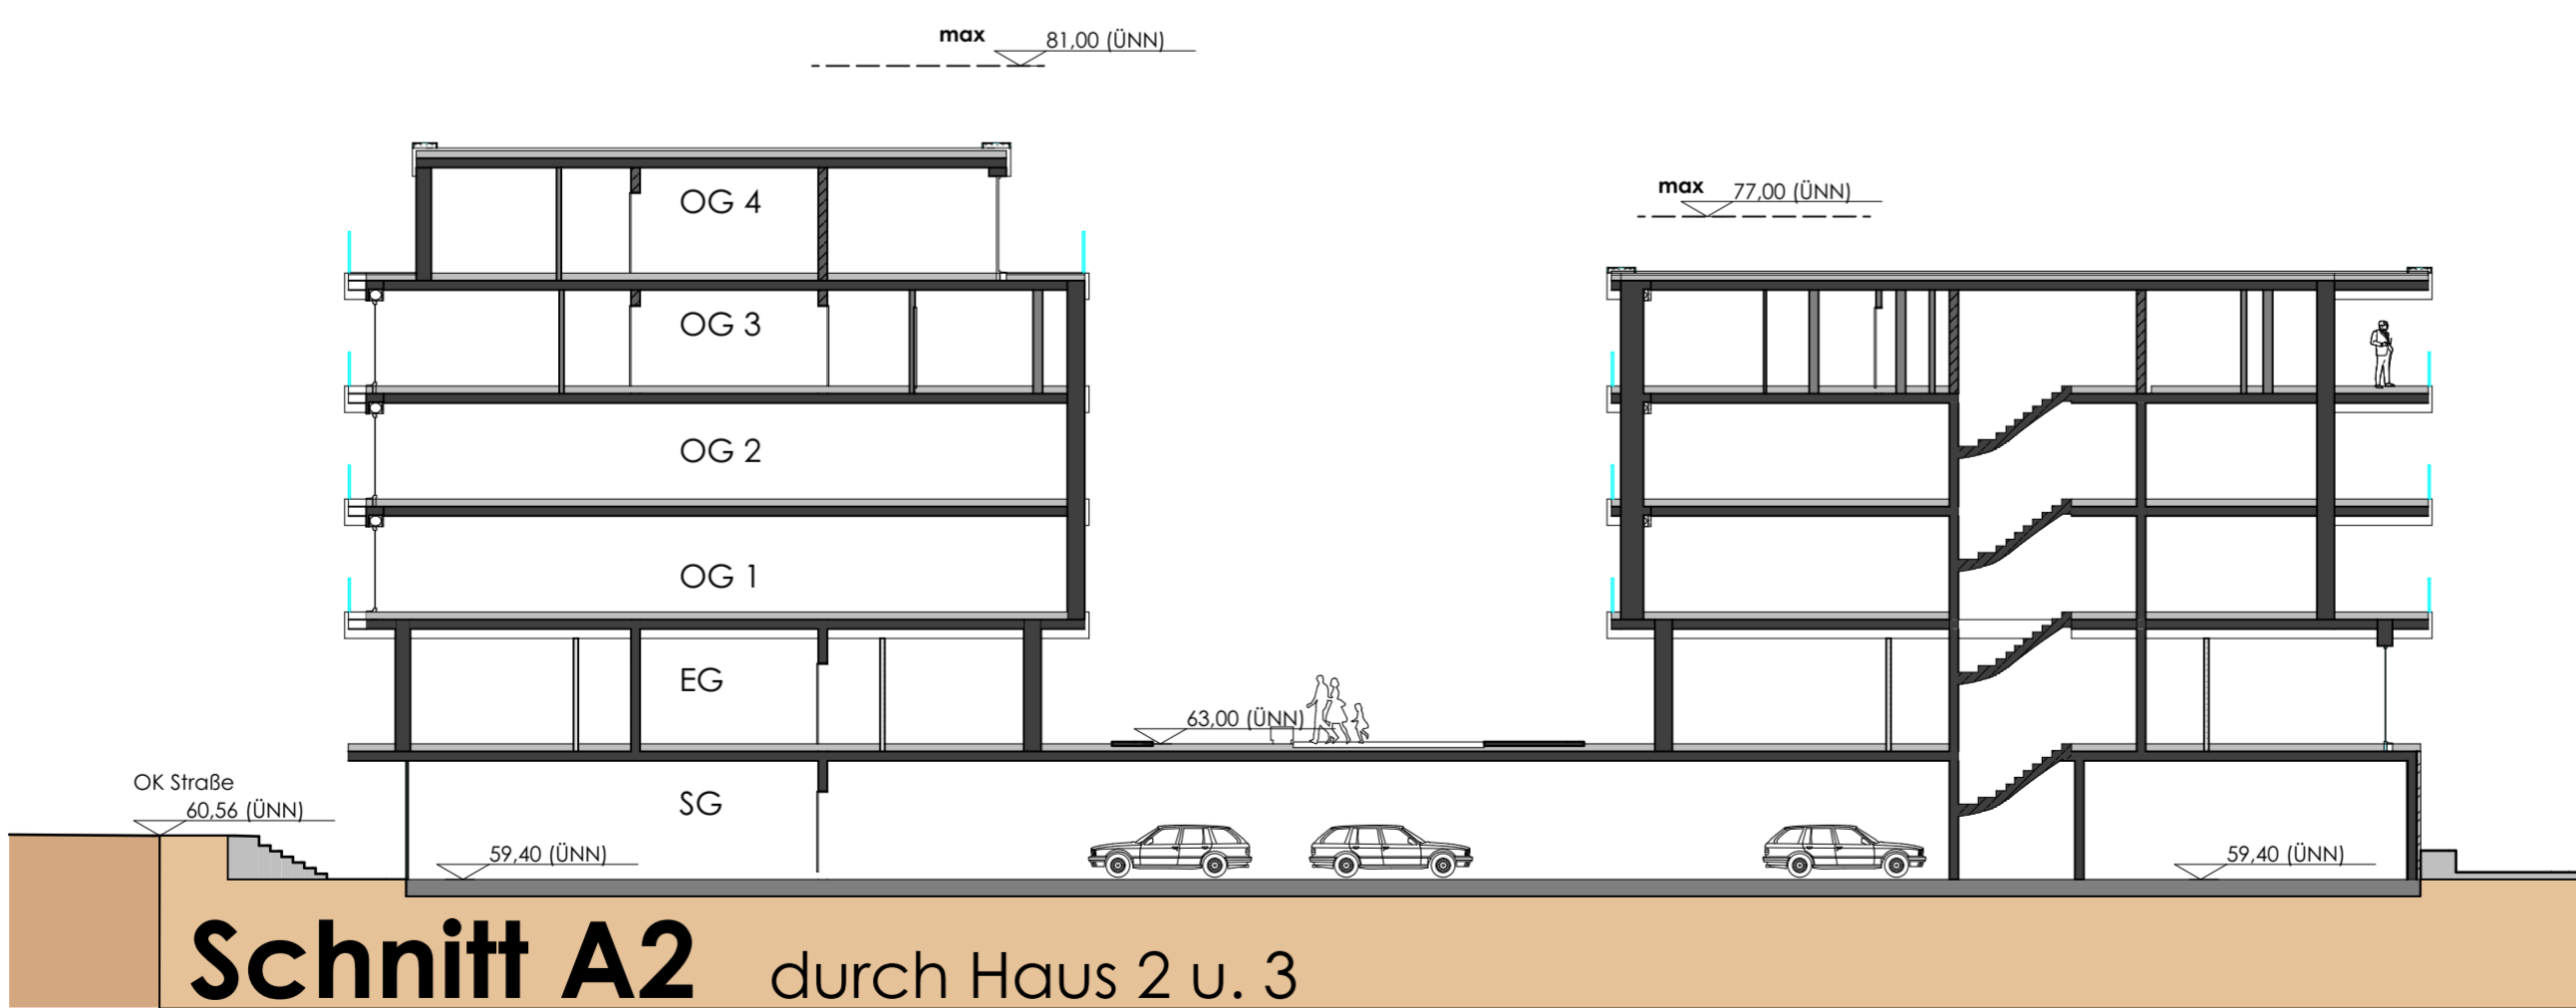 max 81,00 (ÜNN)
max 77,00 (ÜNN)
OG 4
OG 3
OG 2
OG 1
EG
63,00 (ÜNN)
OK Straße
60,56 (ÜNN)
SG
59,40 (ÜNN)
59,40 (ÜNN)
Schnitt A2 durch Haus 2 u. 3